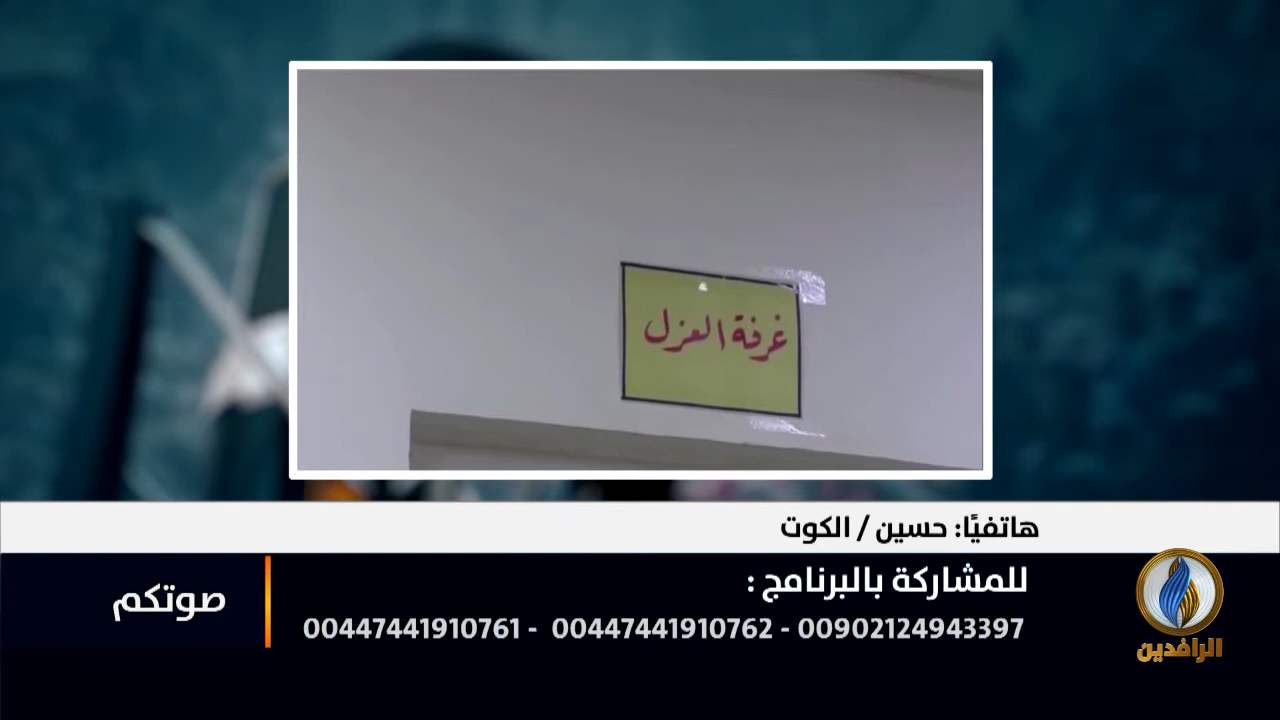 غرفة العزل
هاتفيًا: حسين / الكوت
للمشاركة بالبرنامج :
00447441910761 - 00447441910762 - 00902124943397
صوتكم
الرافدين